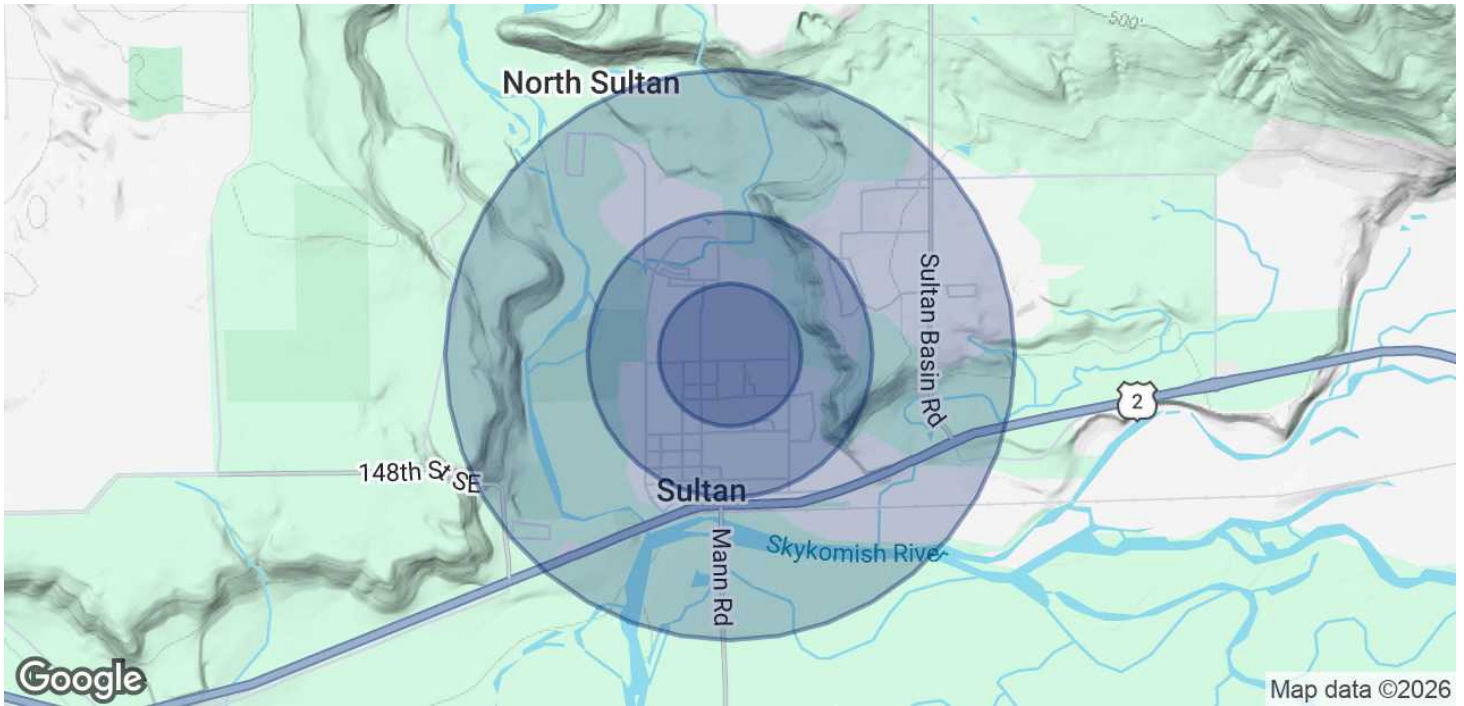 500'
North Sultan
Sultan Basin Rd
2
148th St SE
Sultan
Skykomish River
Mann Rd
Google
Map data ©2026